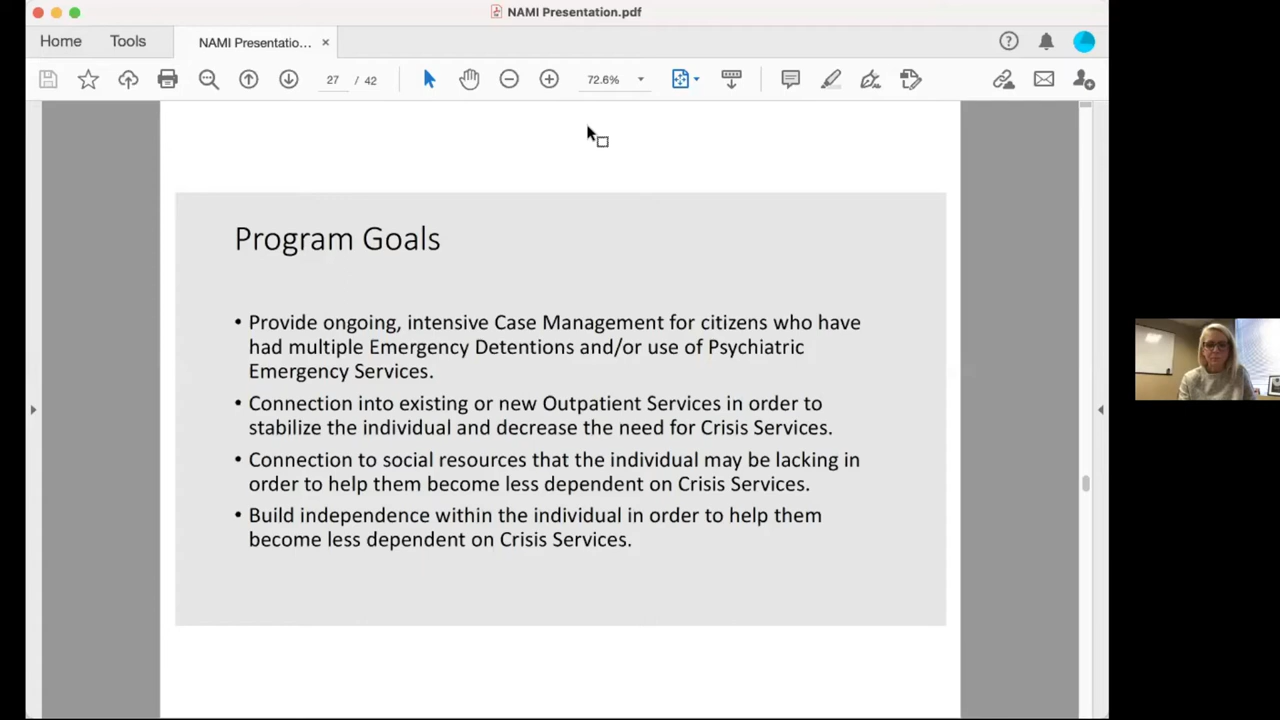 NAMI Presentation.pdf
Home
Tools
NAMI Presentatio...
27 / 42
72.6%
Program Goals
• Provide ongoing, intensive Case Management for citizens who have
had multiple Emergency Detentions and/or use of Psychiatric
Emergency Services.
• Connection into existing or new Outpatient Services in order to
stabilize the individual and decrease the need for Crisis Services.
• Connection to social resources that the individual may be lacking in
order to help them become less dependent on Crisis Services.
• Build independence within the individual in order to help them
become less dependent on Crisis Services.